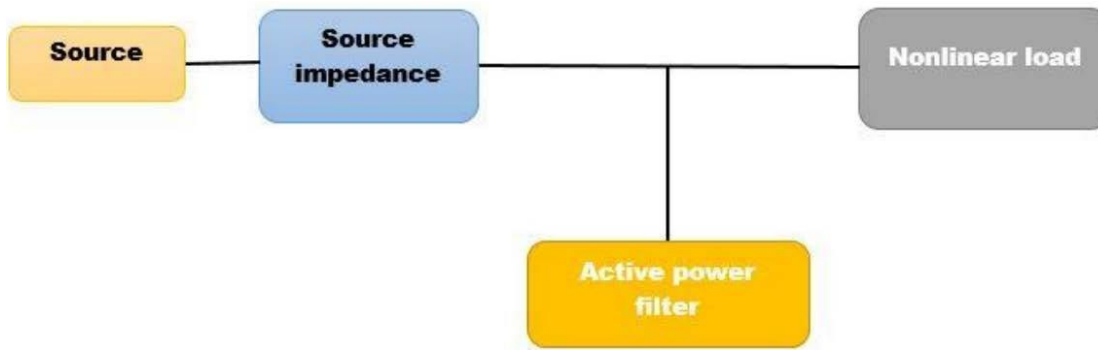 Source
Source
impedance
Nonlinear load
Active power
filter